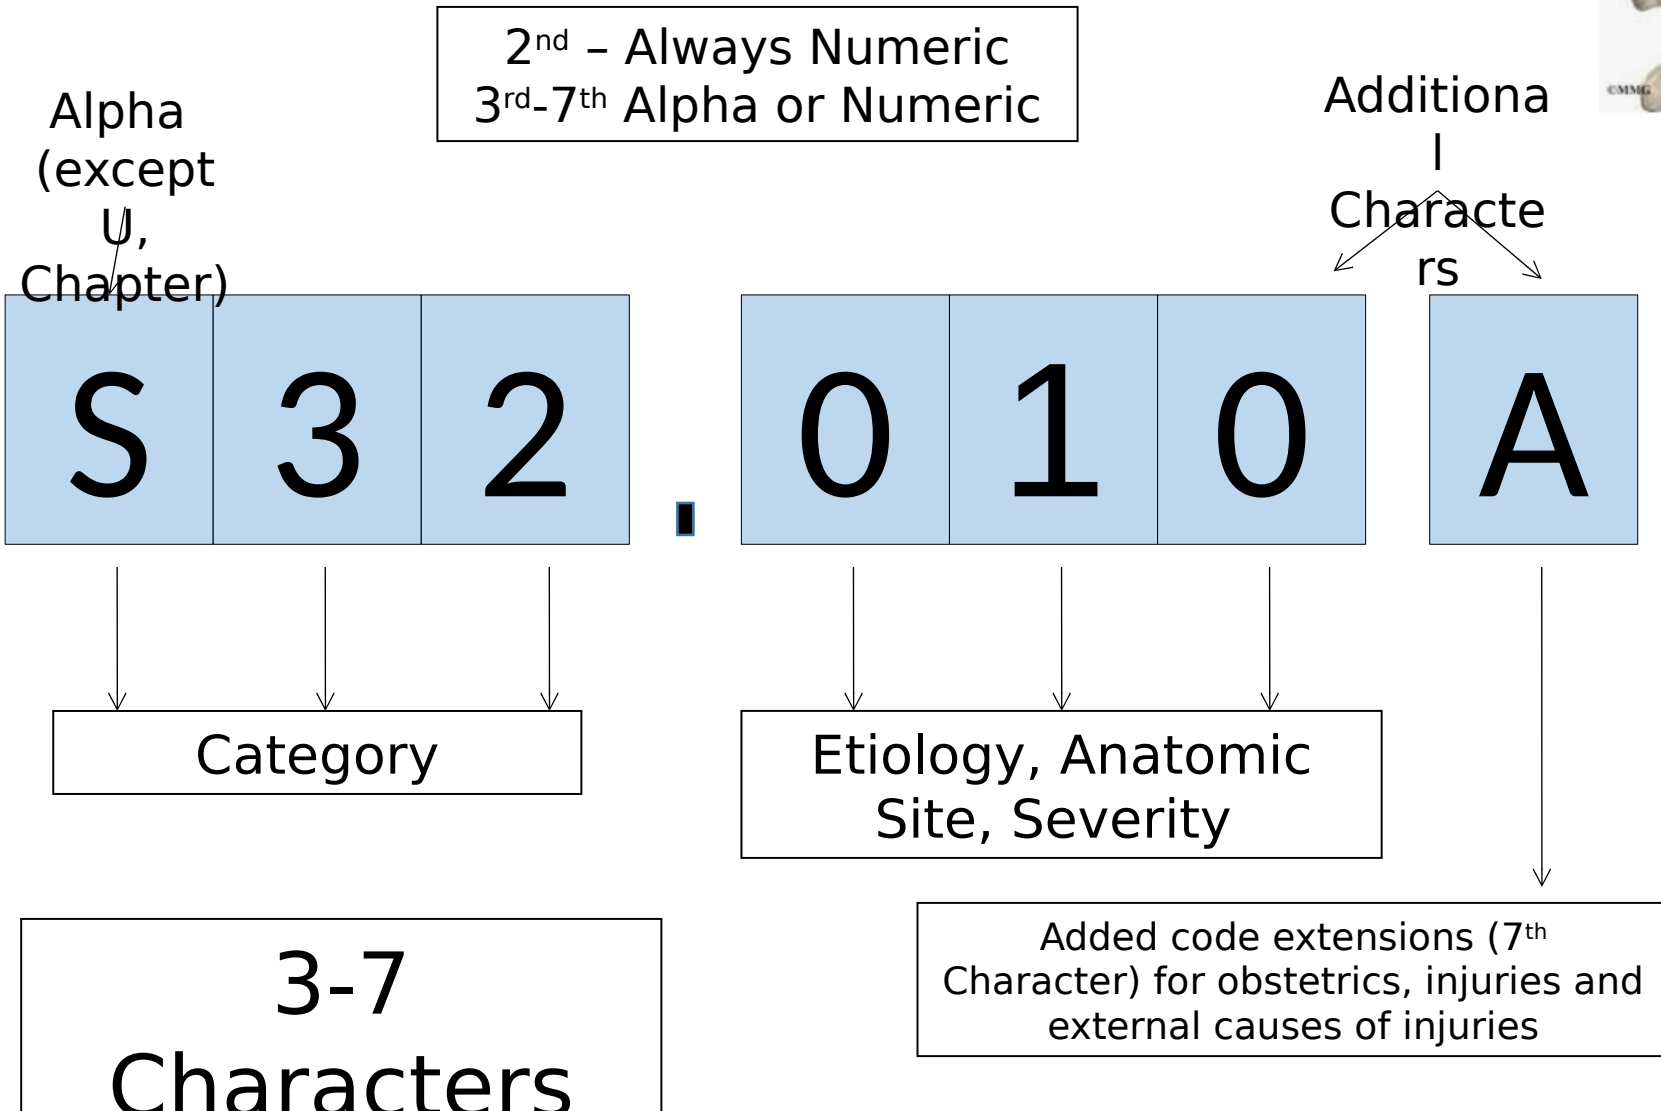 2nd – Always Numeric
3rd-7th Alpha or Numeric
Alpha
(except
U,
Chapter)
Additiona
l
Characte
rs
©MMG
S 3 2 . 0 1 0 A
Category
Etiology, Anatomic
Site, Severity
Added code extensions (7th
Character) for obstetrics, injuries and
external causes of injuries
3-7
Characters